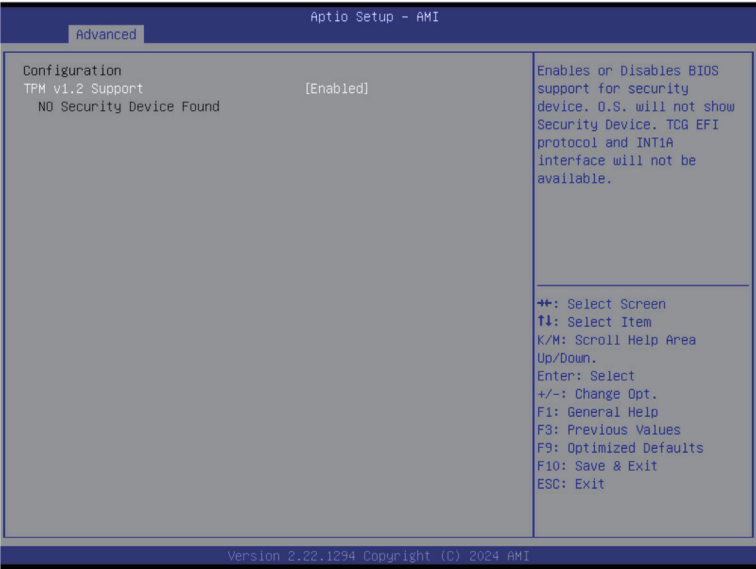 Aptio Setup – AMI
Advanced
Configuration
TPM v1.2 Support [Enabled]
NO Security Device Found
Enables or Disables BIOS
support for security
device. O.S. will not show
Security Device. TCG EFI
protocol and INT1A
interface will not be
available.
→←: Select Screen
↑↓: Select Item
K/M: Scroll Help Area
Up/Down.
Enter: Select
+/-: Change Opt.
F1: General Help
F3: Previous Values
F9: Optimized Defaults
F10: Save & Exit
ESC: Exit
Version 2.22.1294 Copyright (C) 2024 AMI